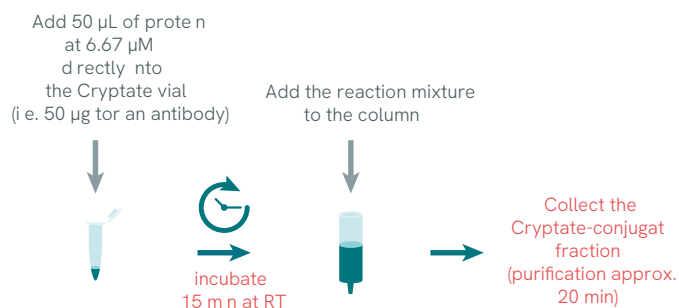 Add 50 µL of prote n
at 6.67 µM
d rectly nto
the Cryptate vial
(i e. 50 µg tor an antibody)
Add the reaction mixture
to the column
incubate
15 m n at RT
Collect the
Cryptate-conjugat
fraction
(purification approx.
20 min)